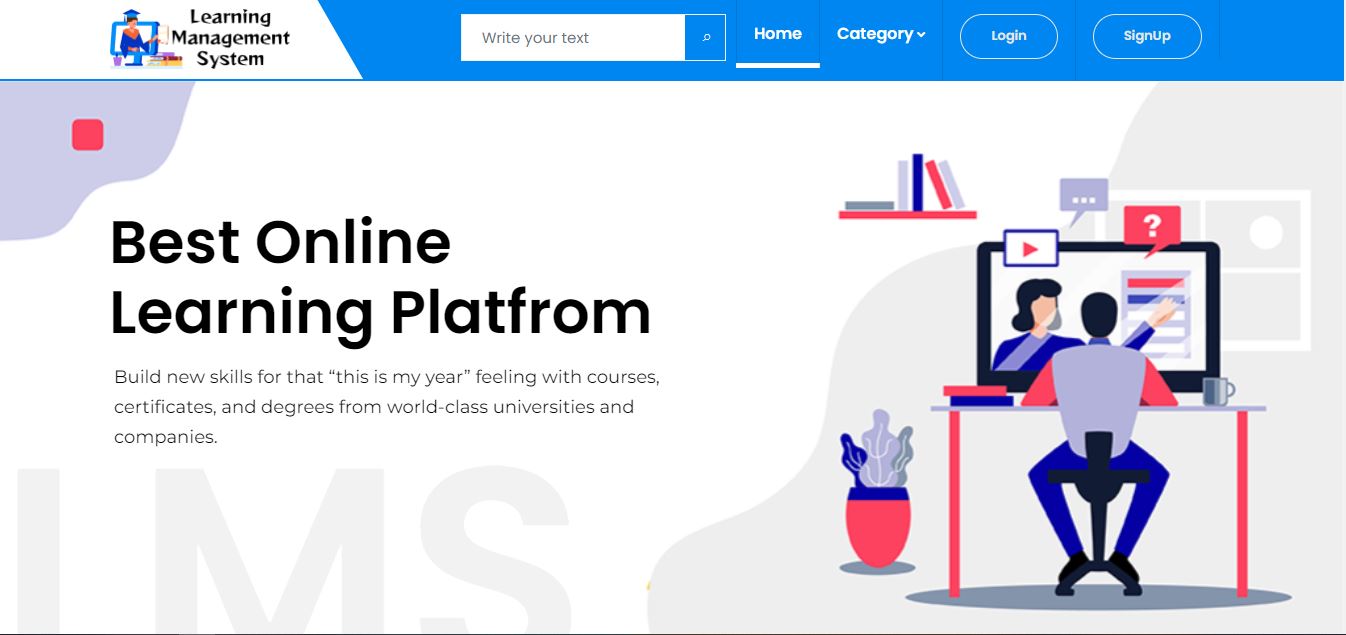 Learning
Management
System
Write your text
Home
Category
Login
SignUp
Best Online
Learning Platfrom
Build new skills for that “this is my year” feeling with courses,
certificates, and degrees from world-class universities and
companies.
LMS
?